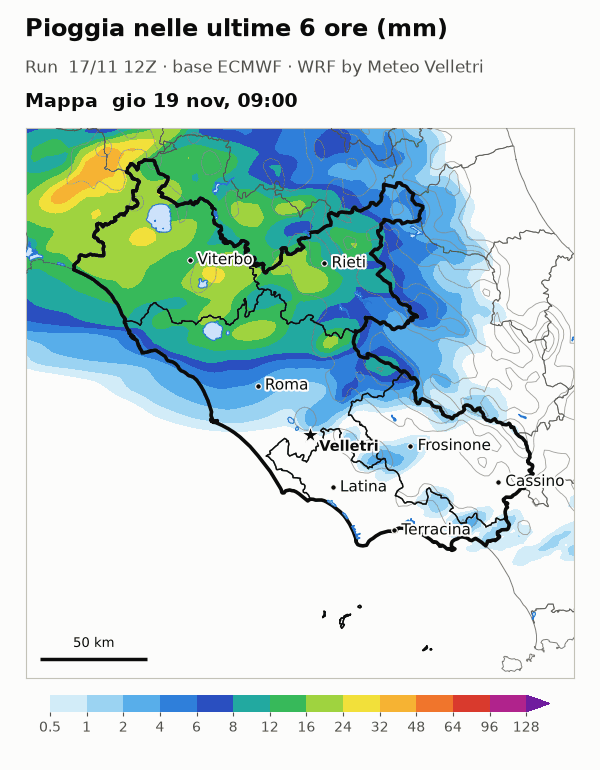 Pioggia nelle ultime 6 ore (mm)
Run  17/11 12Z · base ECMWF · WRF by Meteo Velletri
Mappa  gio 19 nov, 09:00
Viterbo
Rieti
Roma
Velletri
Frosinone
Cassino
Latina
Terracina
50 km
0.5 1 2 4 6 8 12 16 24 32 48 64 96 128